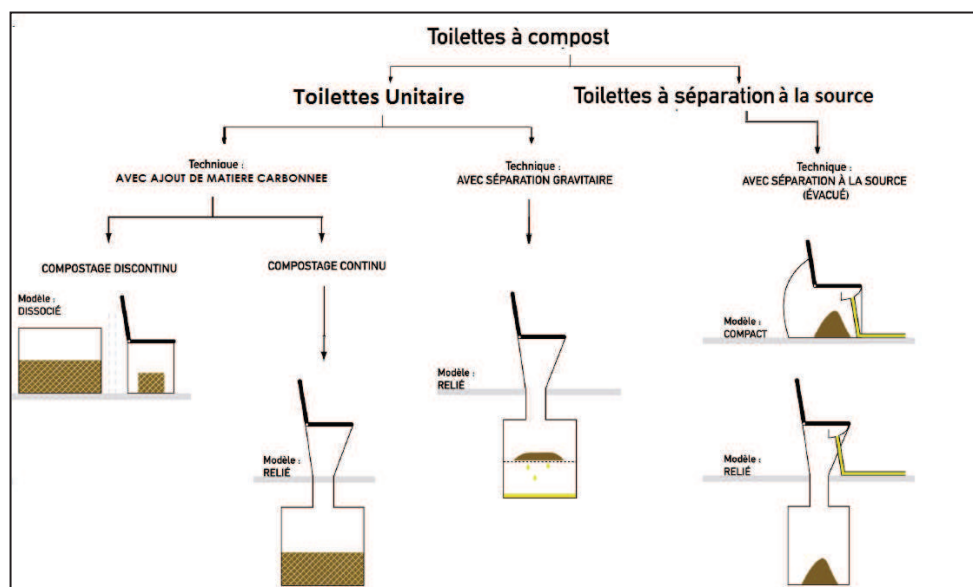 Toilettes à compost
Toilettes Unitaire
Toilettes à séparation à la source
Technique :
AVEC AJOUT DE MATIERE CARBONNEE
Technique :
AVEC SÉPARATION GRAVITAIRE
Technique :
AVEC SÉPARATION À LA SOURCE
(ÉVACUÉ)
COMPOSTAGE DISCONTINU
COMPOSTAGE CONTINU
Modèle :
DISSOCIÉ
Modèle :
RELIÉ
Modèle :
RELIÉ
Modèle :
COMPACT
Modèle :
RELIÉ